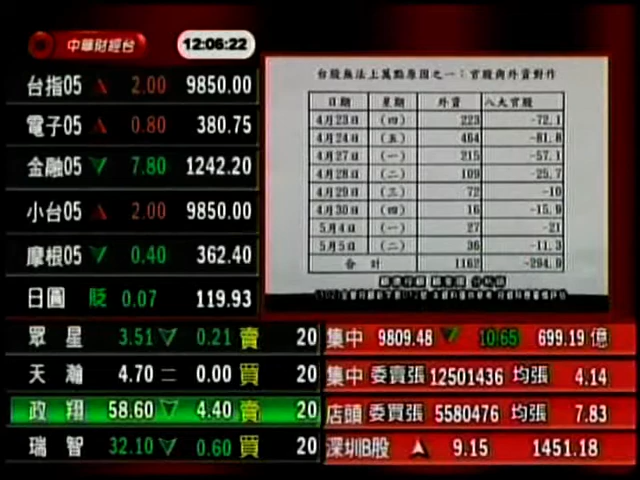 中華財經台 12:06:22
台指05 2.00 9850.00
電子05 0.80 380.75
金融05 7.80 1242.20
小台05 2.00 9850.00
摩根05 0.40 362.40
日圓 貶 0.07 119.93
台股無法上萬點原因之一：官股與外資對作
日期 星期 外資 八大官股
4月23日 (四) 223 -72.1
4月24日 (五) 464 -81.8
4月27日 (一) 215 -57.1
4月28日 (二) 109 -25.7
4月29日 (三) 72 -10
4月30日 (四) 16 -15.9
5月4日 (一) 27 -21
5月5日 (二) 36 -11.3
合計 1162 -294.9
眾星 3.51 0.21 賣 20
天瀚 4.70 0.00 買 20
政翔 58.60 4.40 賣 20
瑞智 32.10 0.60 買 20
集中 9809.48 10.65 699.19億
集中 委賣張 12501436 均張 4.14
店頭 委買張 5580476 均張 7.83
深圳B股 9.15 1451.18